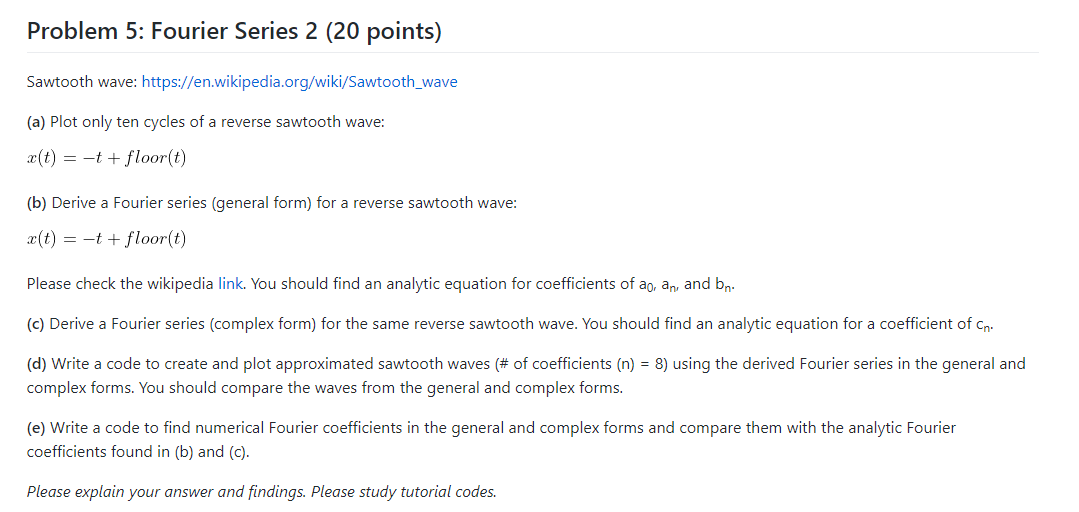 Problem 5: Fourier Series 2 (20 points)
Sawtooth wave: https://en.wikipedia.org/wiki/Sawtooth_wave
(a) Plot only ten cycles of a reverse sawtooth wave:
x(t) = −t + floor(t)
(b) Derive a Fourier series (general form) for a reverse sawtooth wave:
x(t) = −t + floor(t)
Please check the wikipedia link. You should find an analytic equation for coefficients of a₀, aₙ, and bₙ.
(c) Derive a Fourier series (complex form) for the same reverse sawtooth wave. You should find an analytic equation for a coefficient of cₙ.
(d) Write a code to create and plot approximated sawtooth waves (# of coefficients (n) = 8) using the derived Fourier series in the general and
complex forms. You should compare the waves from the general and complex forms.
(e) Write a code to find numerical Fourier coefficients in the general and complex forms and compare them with the analytic Fourier
coefficients found in (b) and (c).
Please explain your answer and findings. Please study tutorial codes.